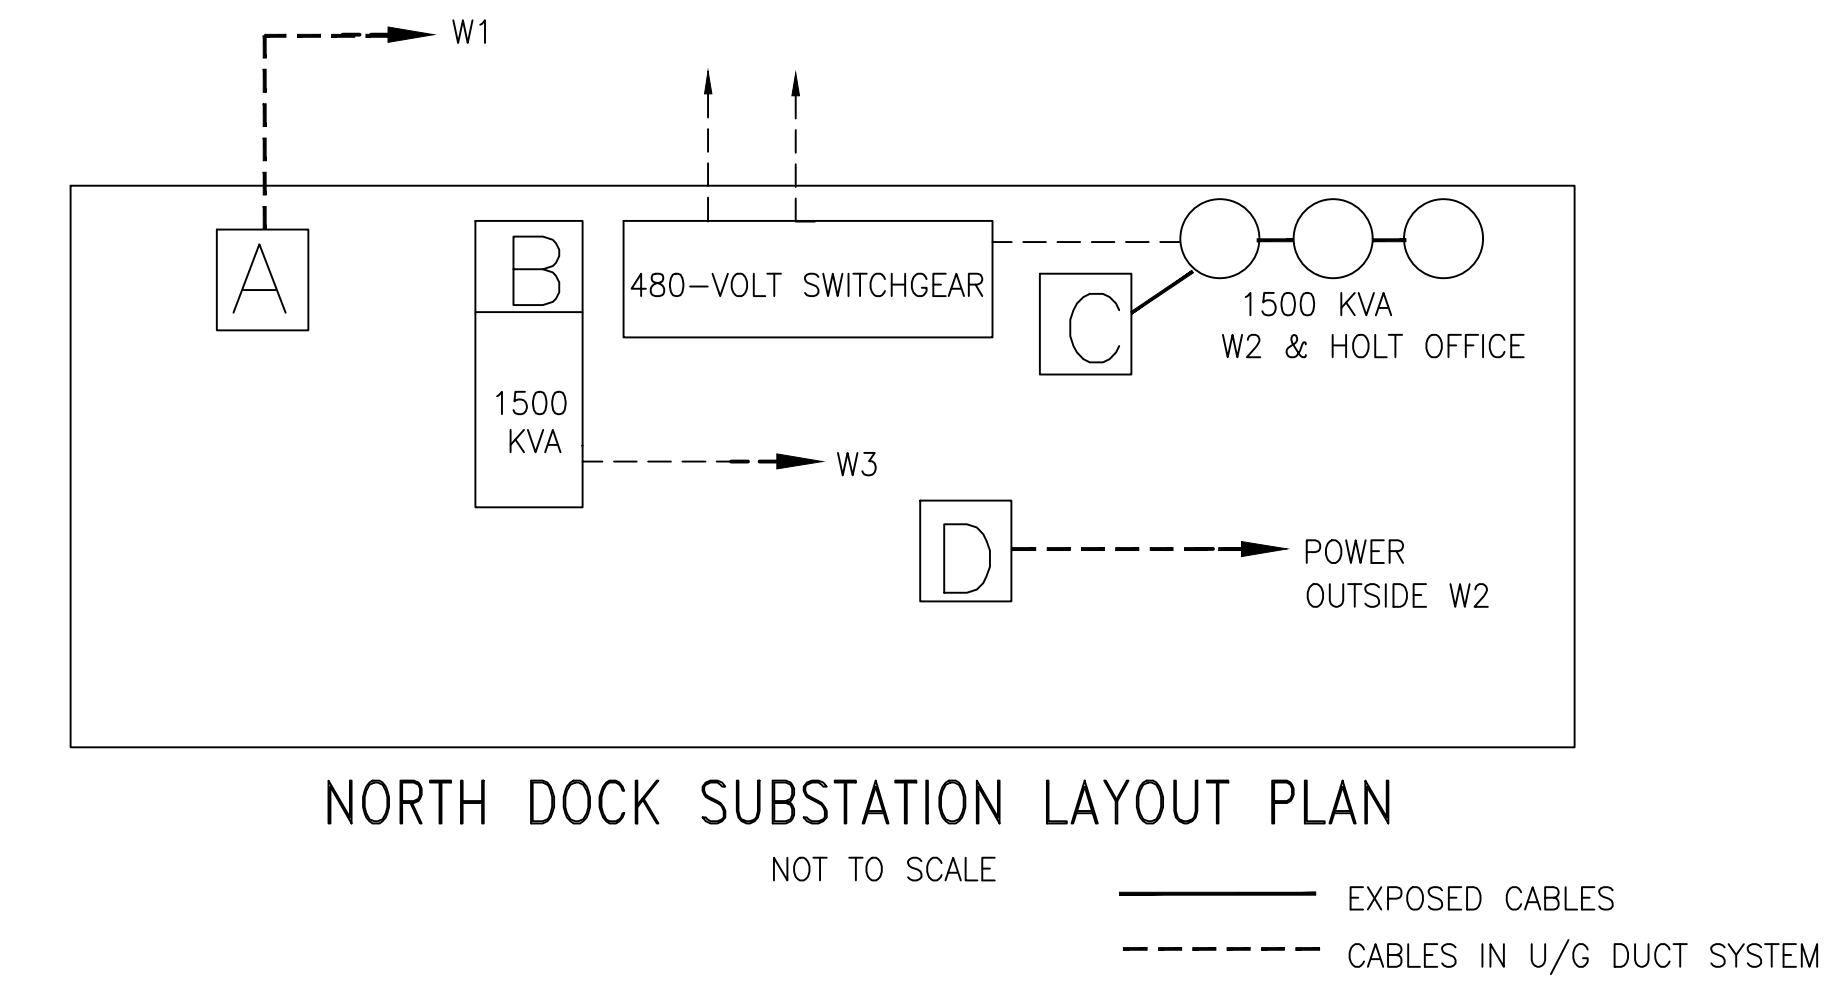 W1
A
B
480-VOLT SWITCHGEAR
C
1500 KVA
W2 & HOLT OFFICE
1500
KVA
W3
D
POWER
OUTSIDE W2
NORTH DOCK SUBSTATION LAYOUT PLAN
NOT TO SCALE
EXPOSED CABLES
CABLES IN U/G DUCT SYSTEM